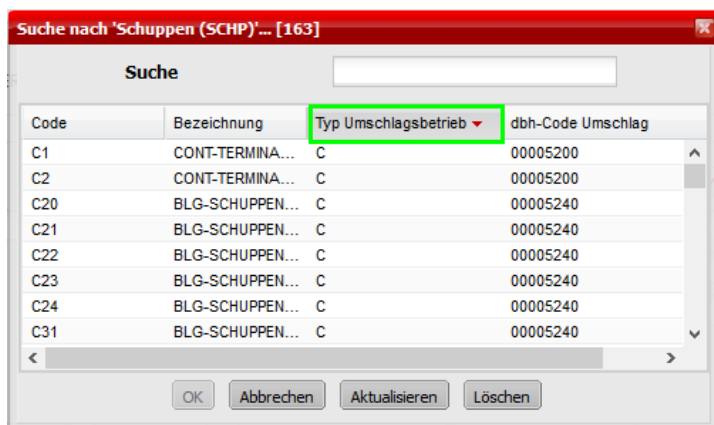 Suche nach 'Schuppen (SCHP)'... [163]
Suche
Code Bezeichnung Typ Umschlagsbetrieb dbh-Code Umschlag
C1 CONT-TERMINA... C 00005200
C2 CONT-TERMINA... C 00005200
C20 BLG-SCHUPPEN... C 00005240
C21 BLG-SCHUPPEN... C 00005240
C22 BLG-SCHUPPEN... C 00005240
C23 BLG-SCHUPPEN... C 00005240
C24 BLG-SCHUPPEN... C 00005240
C31 BLG-SCHUPPEN... C 00005240
OK Abbrechen Aktualisieren Löschen